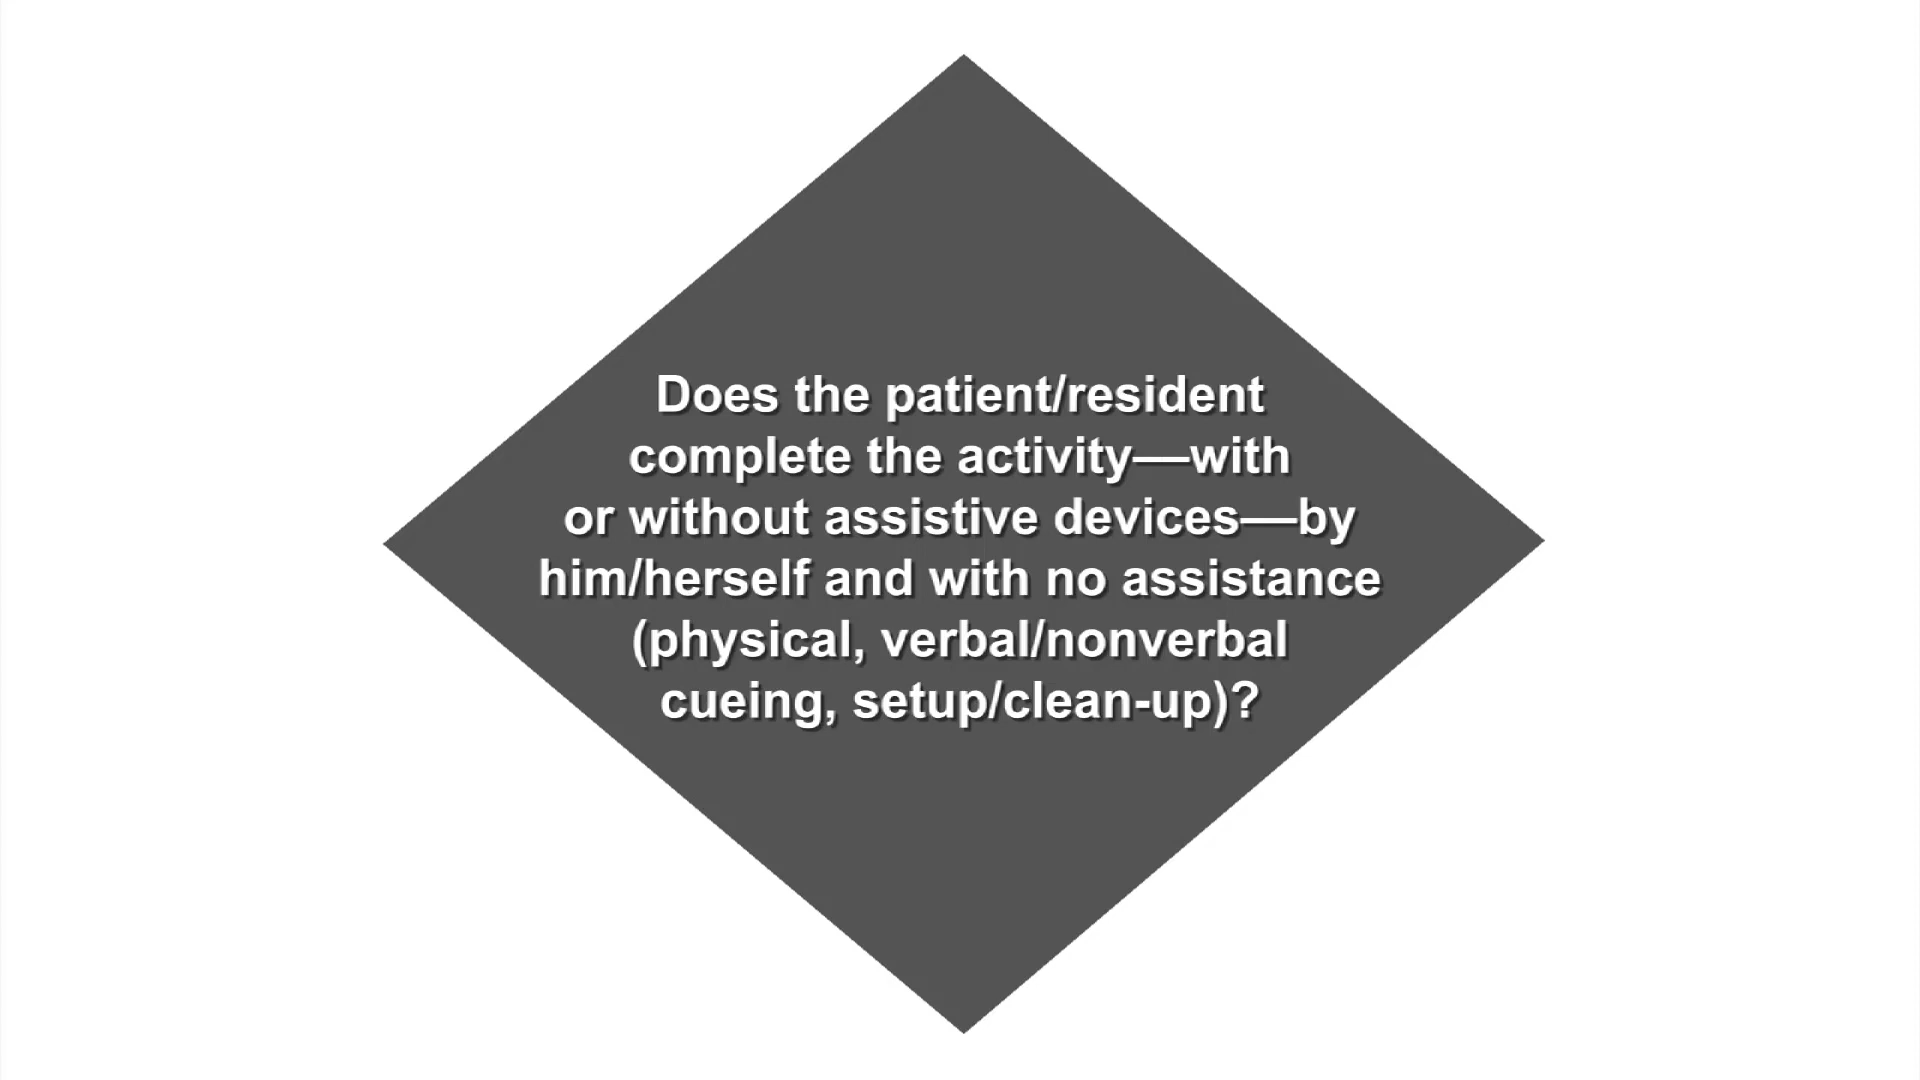 Does the patient/resident
complete the activity—with
or without assistive devices—by
him/herself and with no assistance
(physical, verbal/nonverbal
cueing, setup/clean-up)?